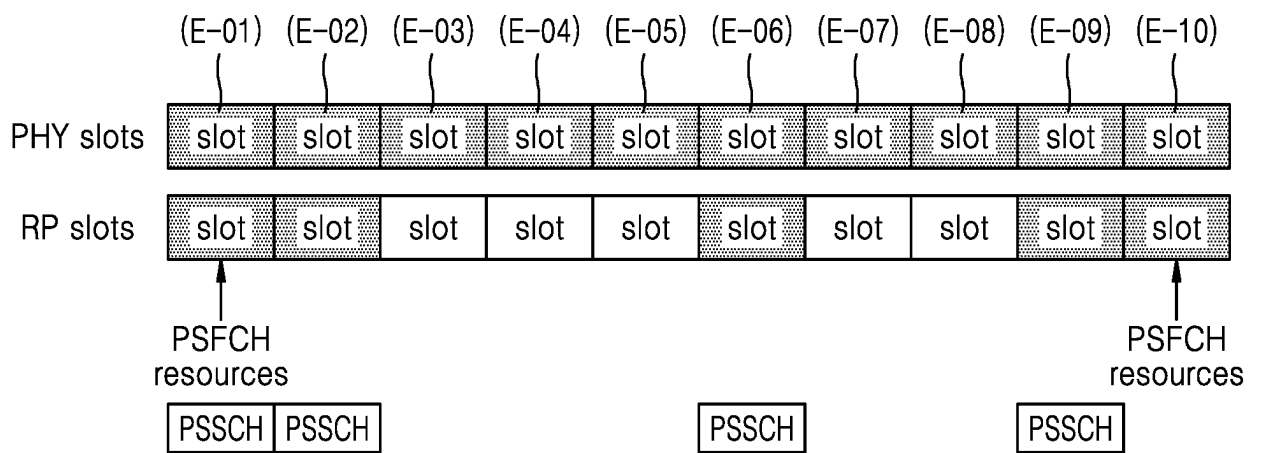 (E-01) (E-02) (E-03) (E-04) (E-05) (E-06) (E-07) (E-08) (E-09) (E-10)
PHY slots slot slot slot slot slot slot slot slot slot slot
RP slots slot slot slot slot slot slot slot slot slot slot
PSFCH PSFCH
resources resources
PSSCH PSSCH PSSCH PSSCH